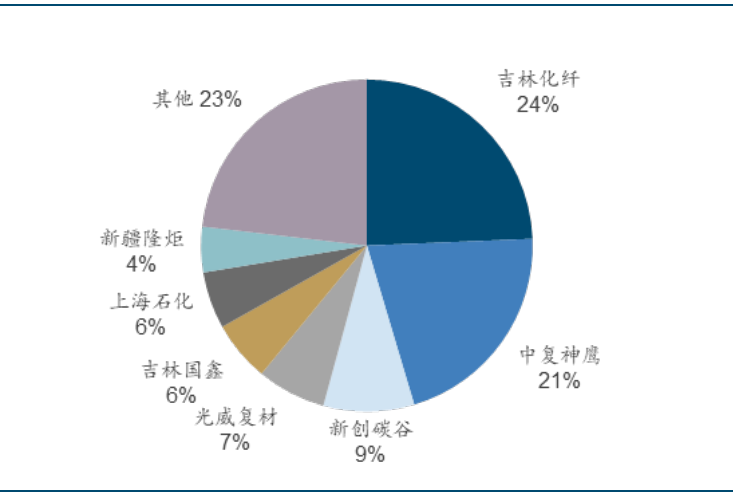 吉林化纤
24%
其他 23%
新疆隆炬
4%
上海石化
6%
吉林国鑫
6%
光威复材
7%
新创碳谷
9%
中复神鹰
21%